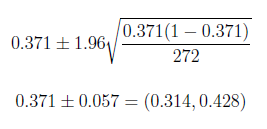 0.371 ± 1.96√(0.371(1 − 0.371)/272)
0.371 ± 0.057 = (0.314, 0.428)